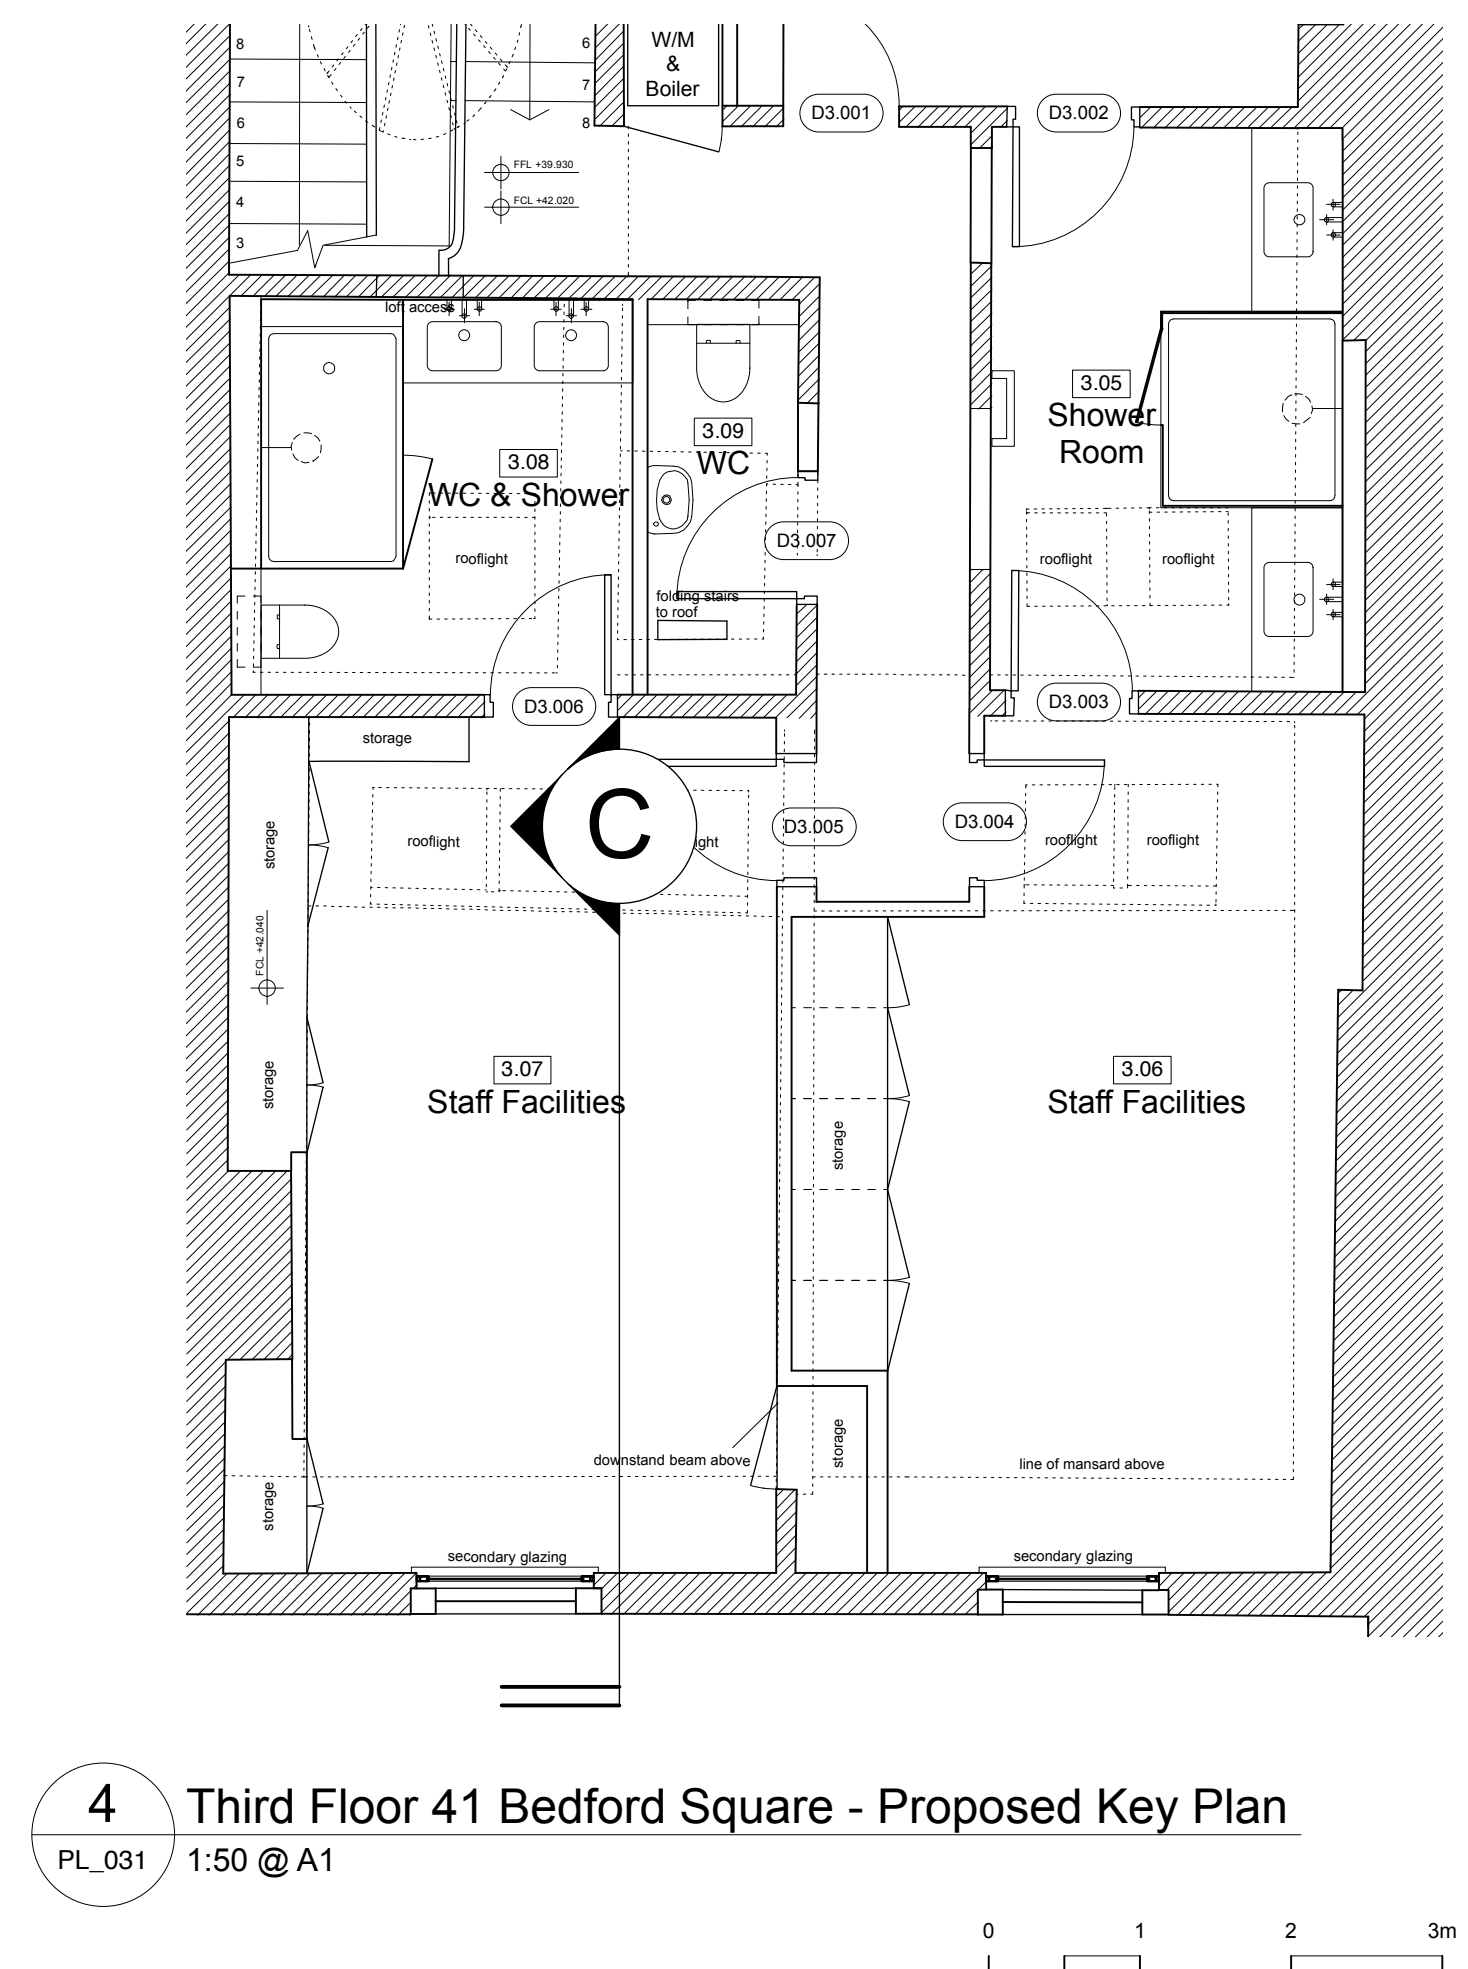 8
7
6
5
4
3
6
7
8
W/M
&
Boiler
D3.001
D3.002
FFL +39.930
FCL +42.020
loft access
3.05
Shower
Room
3.09
WC
3.08
WC & Shower
D3.007
rooflight
rooflight
rooflight
folding stairs
to roof
D3.006
D3.003
storage
storage
rooflight
C
ight
D3.005
D3.004
rooflight
rooflight
FCL +42.040
storage
3.07
Staff Facilities
3.06
Staff Facilities
storage
downstand beam above
storage
line of mansard above
storage
secondary glazing
secondary glazing
4
PL_031
Third Floor 41 Bedford Square - Proposed Key Plan
1:50 @ A1
0 1 2 3m